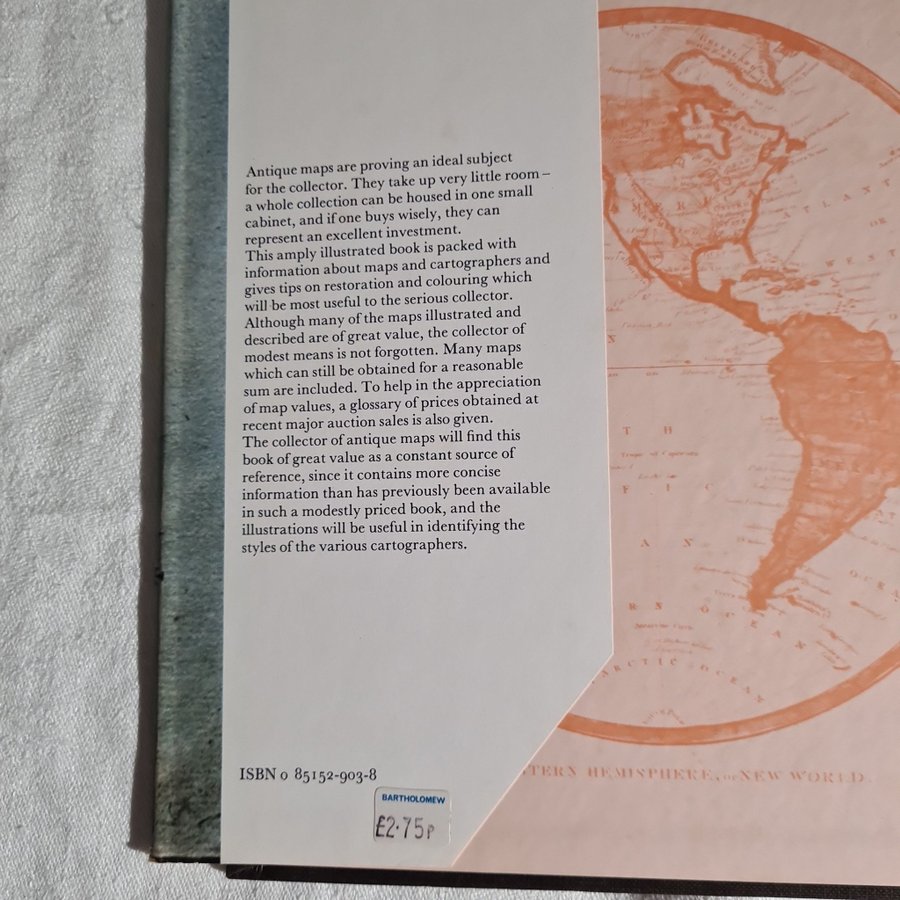 Antique maps are proving an ideal subject
for the collector. They take up very little room –
a whole collection can be housed in one small
cabinet, and if one buys wisely, they can
represent an excellent investment.
This amply illustrated book is packed with
information about maps and cartographers and
gives tips on restoration and colouring which
will be most useful to the serious collector.
Although many of the maps illustrated and
described are of great value, the collector of
modest means is not forgotten. Many maps
which can still be obtained for a reasonable
sum are included. To help in the appreciation
of map values, a glossary of prices obtained at
recent major auction sales is also given.
The collector of antique maps will find this
book of great value as a constant source of
reference, since it contains more concise
information than has previously been available
in such a modestly priced book, and the
illustrations will be useful in identifying the
styles of the various cartographers.
ISBN 0 85152-903-8
BARTHOLOMEW
£2·75p
ATLANT
WEST
OCEAN
ARCTIC OCEAN
TERN HEMISPHERE, or NEW WORLD.